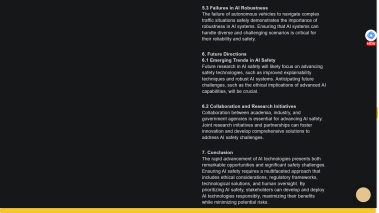 5.3 Failures in AI Robustness
The failure of autonomous vehicles to navigate complex
traffic situations safely demonstrates the importance of
robustness in AI systems. Ensuring that AI systems can
handle diverse and challenging scenarios is critical for
their reliability and safety.
6. Future Directions
6.1 Emerging Trends in AI Safety
Future research in AI safety will likely focus on advancing
safety technologies, such as improved explainability
techniques and robust AI systems. Anticipating future
challenges, such as the ethical implications of advanced AI
capabilities, will be crucial.
6.2 Collaboration and Research Initiatives
Collaboration between academia, industry, and
government agencies is essential for advancing AI safety.
Joint research initiatives and partnerships can foster
innovation and develop comprehensive solutions to
address AI safety challenges.
7. Conclusion
The rapid advancement of AI technologies presents both
remarkable opportunities and significant safety challenges.
Ensuring AI safety requires a multifaceted approach that
includes ethical considerations, regulatory frameworks,
technological solutions, and human oversight. By
prioritizing AI safety, stakeholders can develop and deploy
AI technologies responsibly, maximizing their benefits
while minimizing potential risks.
NEW